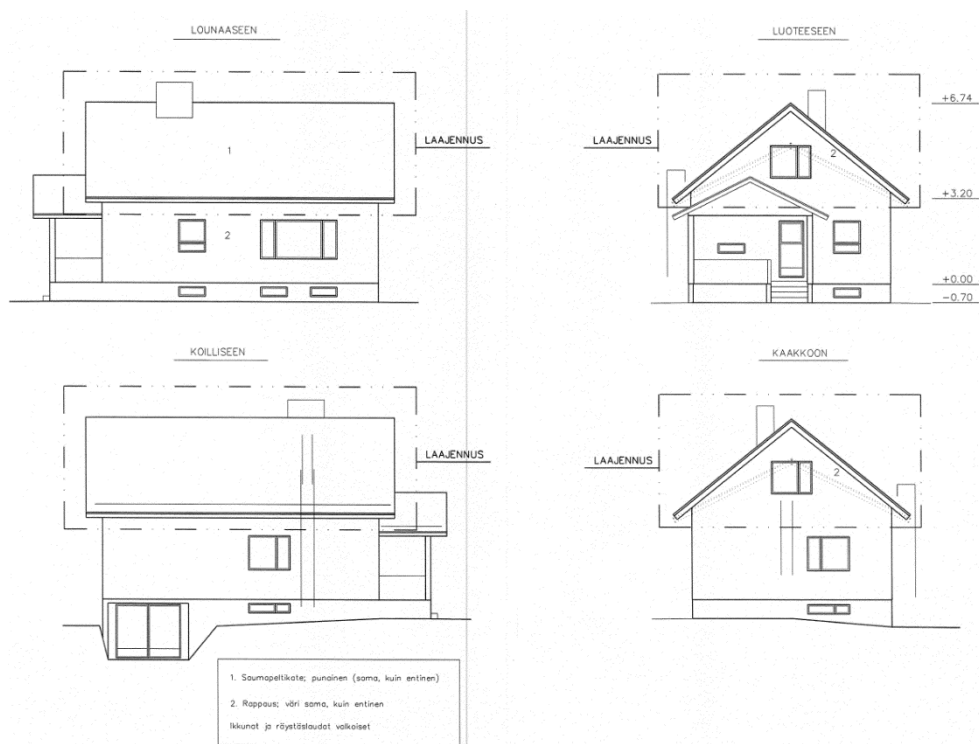 LOUNAASEEN
LUOTEESEEN
1
LAAJENNUS
2
LAAJENNUS
2
+6.74
+3.20
+0.00
-0.70
KOILLISEEN
KAAKKOON
LAAJENNUS
LAAJENNUS
2
1. Saumapeltikate; punainen (sama, kuin entinen)
2. Rappaus; väri sama, kuin entinen
Ikkunat ja räystäslaudat valkoiset